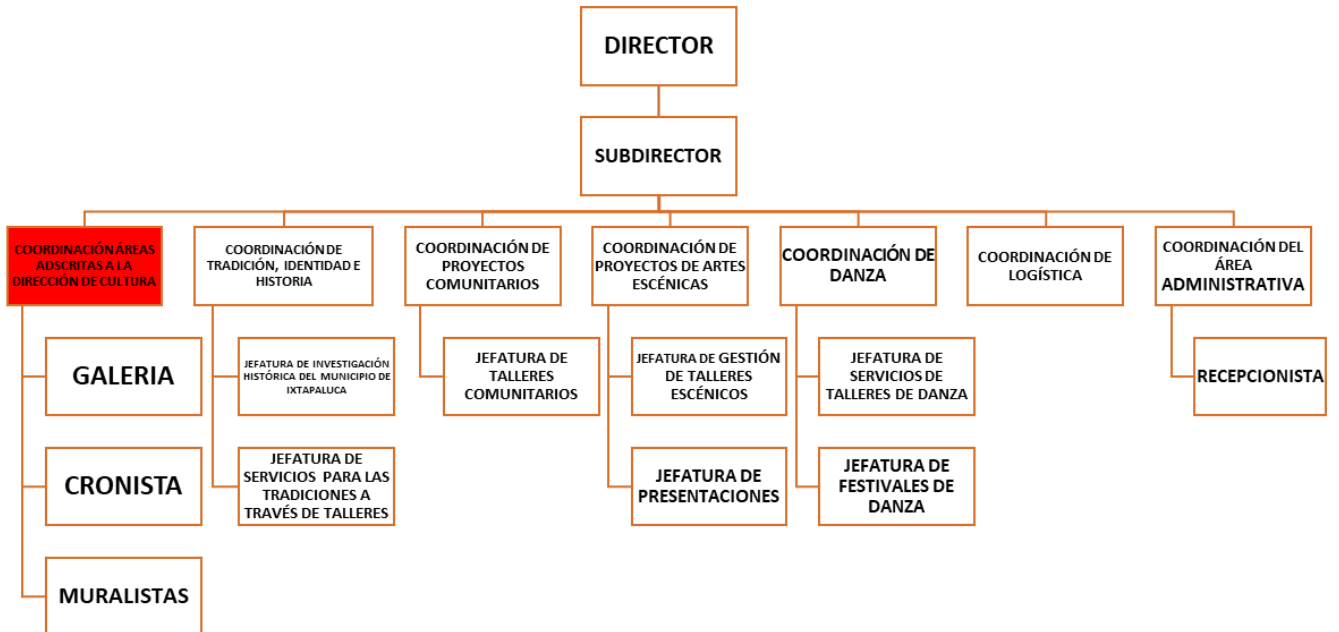 DIRECTOR
SUBDIRECTOR
COORDINACIÓN ÁREAS
ADSCRITAS A LA
DIRECCIÓN DE CULTURA
COORDINACIÓN DE
TRADICIÓN, IDENTIDAD E
HISTORIA
COORDINACIÓN DE
PROYECTOS
COMUNITARIOS
COORDINACIÓN DE
PROYECTOS DE ARTES
ESCÉNICAS
COORDINACIÓN DE
DANZA
COORDINACIÓN DE
LOGÍSTICA
COORDINACIÓN DEL
ÁREA
ADMINISTRATIVA
GALERIA
JEFATURA DE INVESTIGACIÓN
HISTÓRICA DEL MUNICIPIO DE
IXTAPALUCA
JEFATURA DE
TALLERES
COMUNITARIOS
JEFATURA DE GESTIÓN
DE TALLERES
ESCÉNICOS
JEFATURA DE
SERVICIOS DE
TALLERES DE DANZA
RECEPCIONISTA
CRONISTA
JEFATURA DE
SERVICIOS PARA LAS
TRADICIONES A
TRAVÉS DE TALLERES
JEFATURA DE
PRESENTACIONES
JEFATURA DE
FESTIVALES DE
DANZA
MURALISTAS